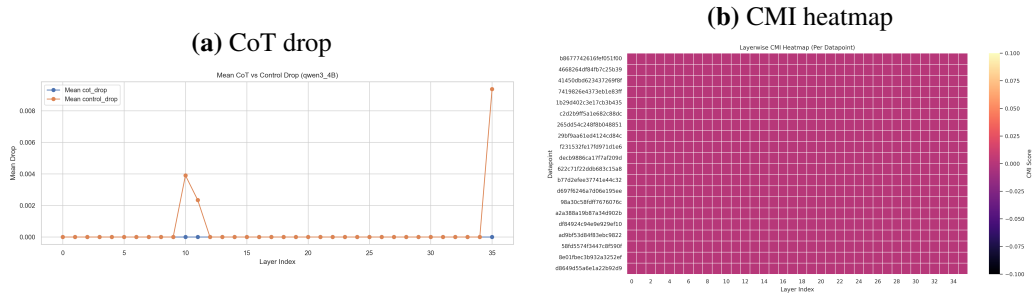 (a) CoT drop
Mean CoT vs Control Drop (qwen3_4B)
Mean cot_drop
Mean control_drop
Mean Drop
0.008
0.006
0.004
0.002
0.000
0 5 10 15 20 25 30 35
Layer Index
(b) CMI heatmap
Layerwise CMI Heatmap (Per Datapoint)
Datapoint
b8677742616fef051f00
4668264df84fb7c25b39
41450dbd623437269f8f
7419826e4373eb1e83ff
1b29d402c3e17cb3b435
c2d2b9ff5a1e682c88dc
265dd54c248f8b048851
29bf9aa61ed4124cd84c
f231532fe17fd971d1e6
decb9886ca17f7af209d
622c71f22ddb683c15a8
b77d2efee37741e44c32
d697f6246a7d06e195ee
98a30c58fdff7676076c
a2a388a19b87a34d902b
df84924c94e9e929ef10
ad9bf53d84f83ebc9822
58fd5574f3447c8f590f
8e01fbec3b932a3252ef
d8649d55a6e1a22b92d9
0 2 4 6 8 10 12 14 16 18 20 22 24 26 28 30 32 34
Layer Index
0.100
0.075
0.050
0.025
0.000
−0.025
−0.050
−0.075
−0.100
CMI Score